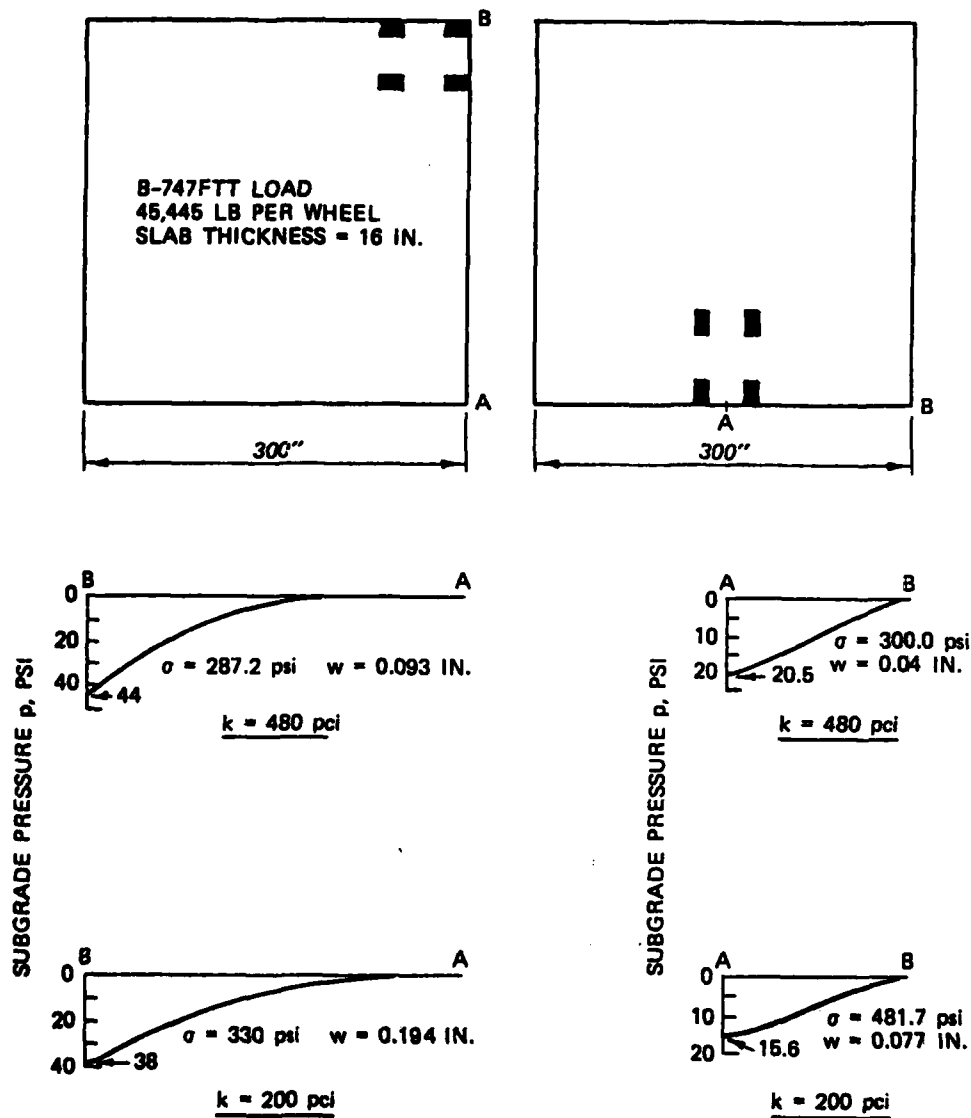 B
B-747FTT LOAD
45,445 LB PER WHEEL
SLAB THICKNESS = 16 IN.
A
300"
A
B
300"
SUBGRADE PRESSURE p, PSI
B
A
0
20
40
44
σ = 287.2 psi w = 0.093 IN.
k = 480 pci
SUBGRADE PRESSURE p, PSI
A
B
0
10
20
20.5
σ = 300.0 psi
w = 0.04 IN.
k = 480 pci
B
A
0
20
40
38
σ = 330 psi w = 0.194 IN.
k = 200 pci
A
B
0
10
20
15.6
σ = 481.7 psi
w = 0.077 IN.
k = 200 pci